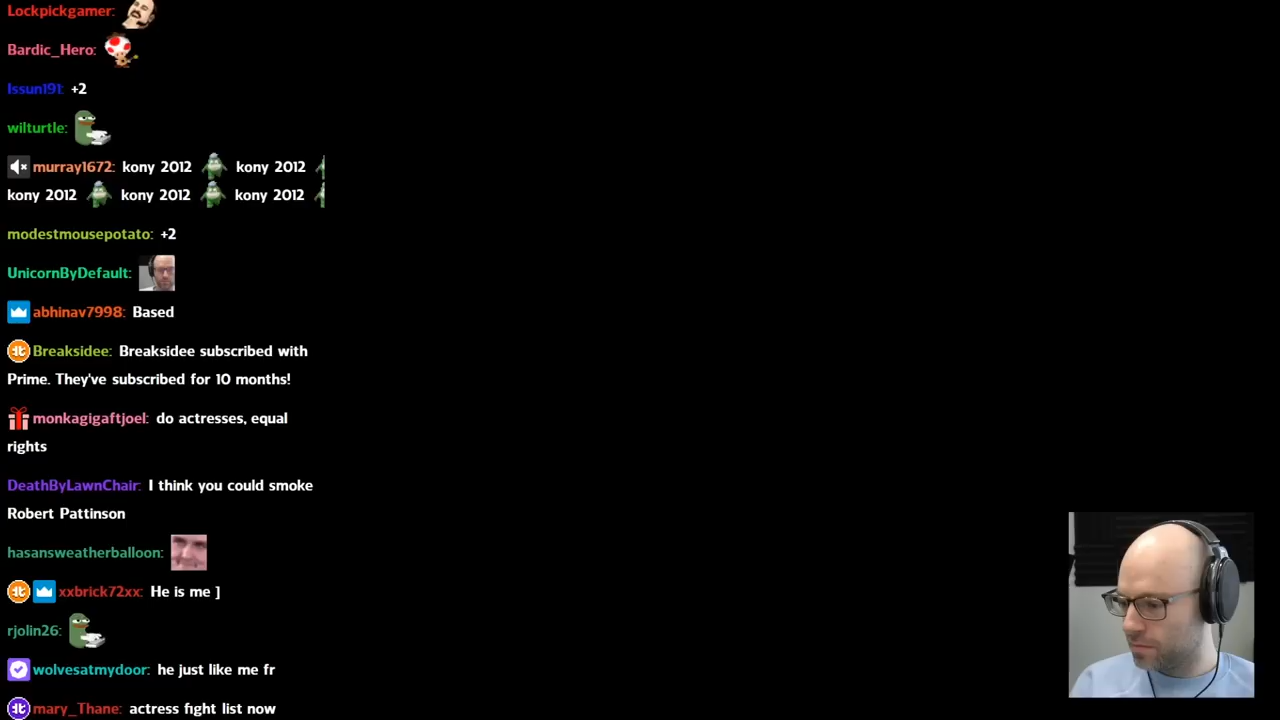 Lockpickgamer:
Bardic_Hero:
Issun191: +2
wilturtle:
murray1672: kony 2012 kony 2012
kony 2012 kony 2012 kony 2012
modestmousepotato: +2
UnicornByDefault:
abhinav7998: Based
Breaksidee: Breaksidee subscribed with
Prime. They've subscribed for 10 months!
monkagigaftjoel: do actresses, equal
rights
DeathByLawnChair: I think you could smoke
Robert Pattinson
hasansweatherballoon:
xxbrick72xx: He is me ]
rjolin26:
wolvesatmydoor: he just like me fr
mary_Thane: actress fight list now